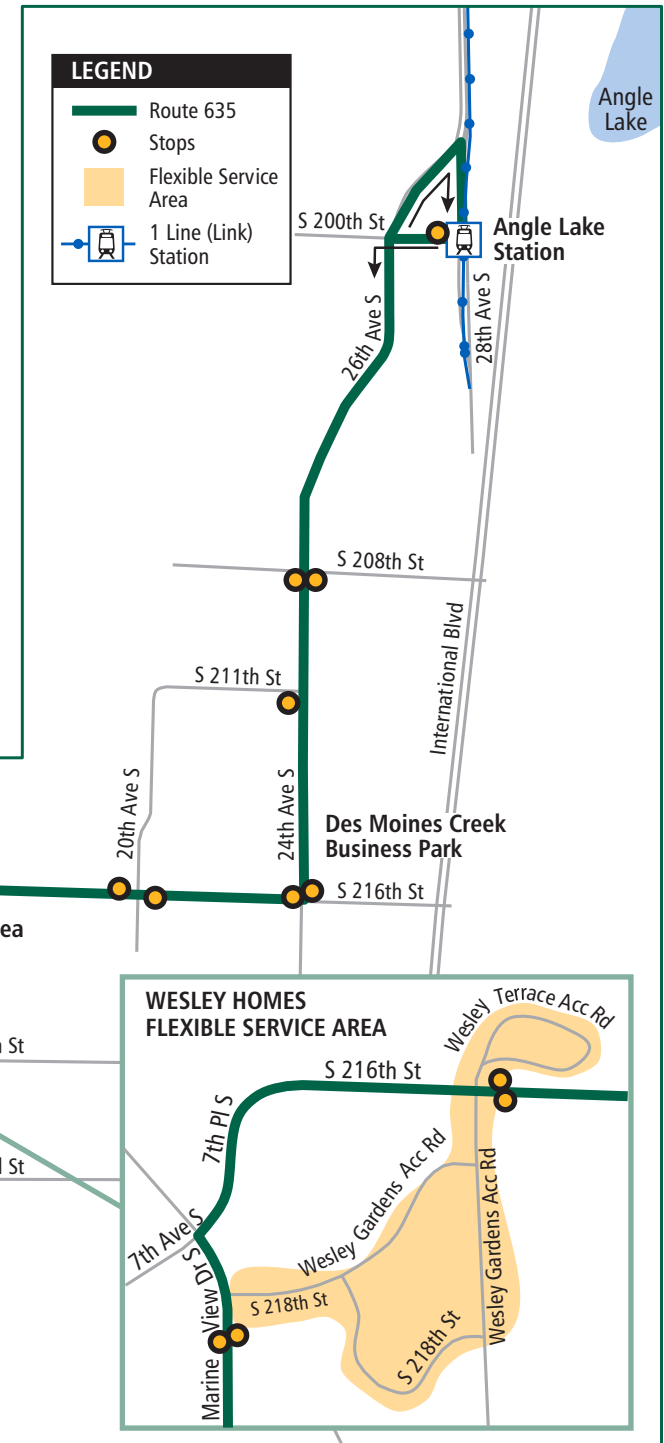 LEGEND
Route 635
Stops
Flexible Service
Area
1 Line (Link)
Station
Angle
Lake
S 200th St
Angle Lake
Station
26th Ave S
28th Ave S
S 208th St
International Blvd
S 211th St
20th Ave S
24th Ave S
Des Moines Creek
Business Park
S 216th St
ea
St
St
WESLEY HOMES
FLEXIBLE SERVICE AREA
Wesley Terrace Acc Rd
S 216th St
7th Pl S
Wesley Gardens Acc Rd
Wesley Gardens Acc Rd
7th Ave S
Marine View Dr S
S 218th St
S 218th St